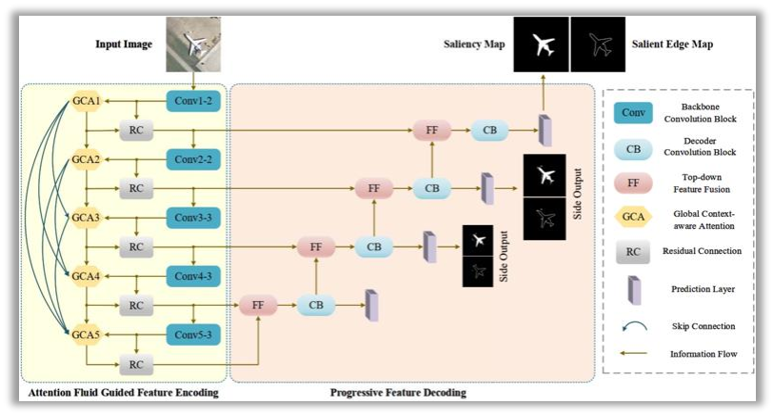 Input Image
Saliency Map
Salient Edge Map
GCA1
Conv1-2
RC
FF
CB
GCA2
Conv2-2
RC
FF
CB
GCA3
Conv3-3
RC
FF
CB
GCA4
Conv4-3
RC
FF
CB
GCA5
Conv5-3
RC
Side Output
Side Output
Attention Fluid Guided Feature Encoding
Progressive Feature Decoding
Conv
Backbone
Convolution Block
CB
Decoder
Convolution Block
FF
Top-down
Feature Fusion
GCA
Global Context-
aware Attention
RC
Residual Connection
Prediction Layer
Skip Connection
Information Flow